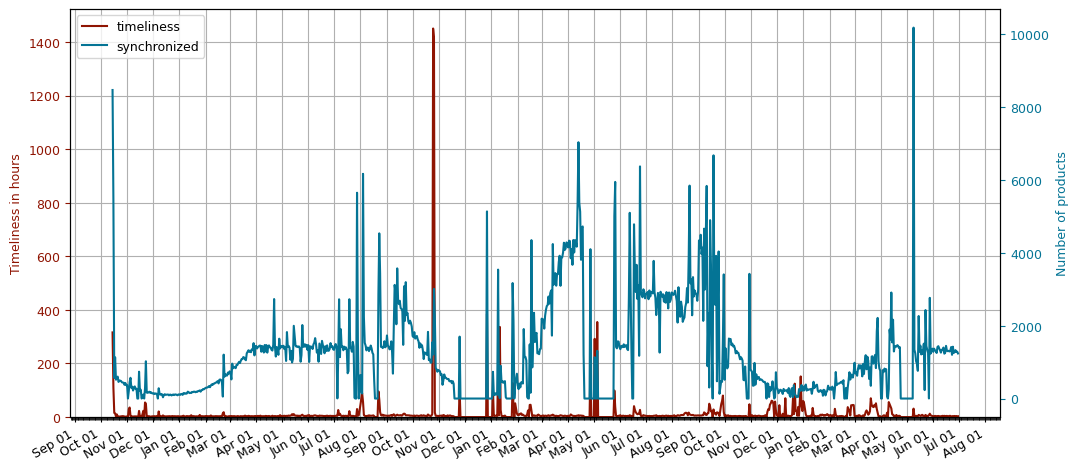 timeliness
synchronized
Timeliness in hours
1400
1200
1000
800
600
400
200
0
10000
8000
6000
4000
2000
0
Number of products
Sep 01 Oct 01 Nov 01 Dec 01 Jan 01 Feb 01 Mar 01 Apr 01 May 01 Jun 01 Jul 01 Aug 01 Sep 01 Oct 01 Nov 01 Dec 01 Jan 01 Feb 01 Mar 01 Apr 01 May 01 Jun 01 Jul 01 Aug 01 Sep 01 Oct 01 Nov 01 Dec 01 Jan 01 Feb 01 Mar 01 Apr 01 May 01 Jun 01 Jul 01 Aug 01